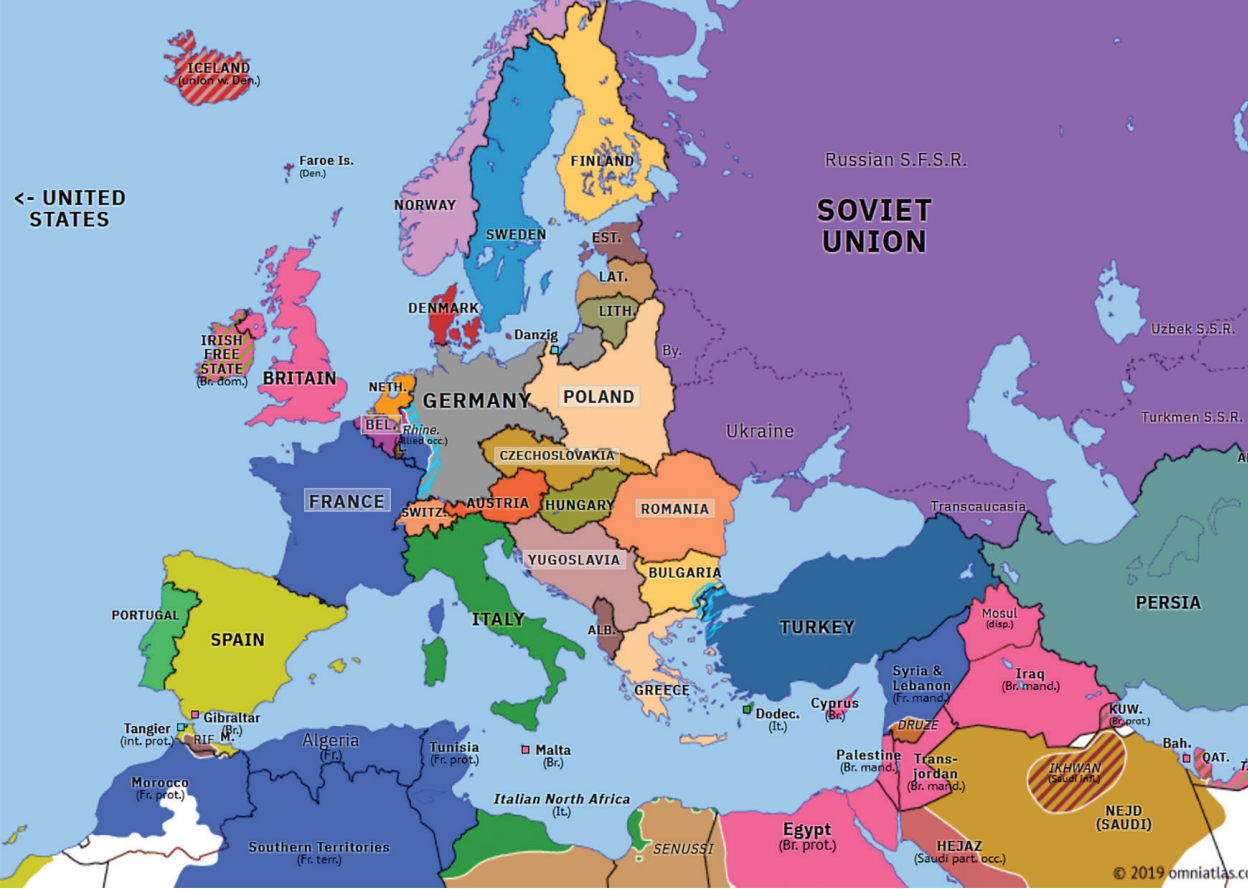 ICELAND
(union w. Den.)
Faroe Is.
(Den.)
<- UNITED
STATES
NORWAY
SWEDEN
FINLAND
Russian S.F.S.R.
SOVIET
UNION
EST.
LAT.
LITH.
DENMARK
Danzig
By.
Uzbek S.S.R.
IRISH
FREE
STATE
(Br. dom.)
BRITAIN
NETH.
GERMANY
POLAND
BEL.
Rhine.
(Allied occ.)
Ukraine
Turkmen S.S.R.
CZECHOSLOVAKIA
FRANCE
SWITZ.
AUSTRIA
HUNGARY
ROMANIA
Transcaucasia
YUGOSLAVIA
BULGARIA
PORTUGAL
SPAIN
ITALY
ALB.
GREECE
TURKEY
PERSIA
Mosul
(disp.)
Syria &
Lebanon
(Fr. mand.)
Iraq
(Br. mand.)
Cyprus
(Br.)
Dodec.
(It.)
DRUZE
KUW.
(Br. prot.)
Gibraltar
(Br.)
Tangier
(int. prot.)
RIF
M.
Algeria
(Fr.)
Tunisia
(Fr. prot.)
Malta
(Br.)
Palestine
(Br. mand.)
Trans-
jordan
(Br. mand.)
IKHWAN
(Saudi infl.)
Bah.
QAT.
T.
Morocco
(Fr. prot.)
Italian North Africa
(It.)
NEJD
(SAUDI)
Southern Territories
(Fr. terr.)
SENUSSI
Egypt
(Br. prot.)
HEJAZ
(Saudi part. occ.)
© 2019 omniatlas.co